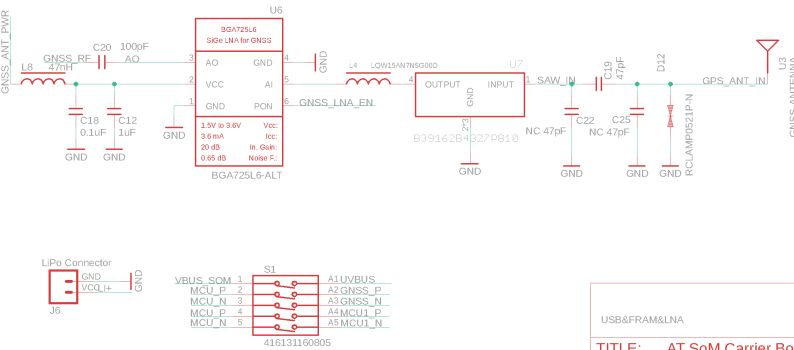 GNSS_ANT_PWR
L8
47nH
GNSS_RF
C20
100pF
AO
C18
0.1uF
GND
C12
1uF
GND
U6
BGA725L6
SiGe LNA for GNSS
3 AO GND 4
2 VCC AI 5
1 GND PON 6
GND
GND
GNSS_LNA_EN
1.5V to 3.6V Vcc:
3.6 mA Icc:
20 dB In. Gain:
0.65 dB Noise F.:
BGA725L6-ALT
L4 LQW15AN7N5G00D
U7
4 OUTPUT INPUT 1
GND
2*3
B39162B4327P810
GND
SAW_IN
C19
47pF
C22
NC 47pF
GND
C25
NC 47pF
GND
D12
RCLAMP0521P-N
GND
GPS_ANT_IN
U3
GNSS-ANTENNA
LiPo Connector
GND
VCC LI+
GND
J6
S1
VBUS_SOM 1 A1 UVBUS
MCU_P 2 A2 GNSS_P
MCU_N 3 A3 GNSS_N
MCU_P 4 A4 MCU1_P
MCU_N 5 A5 MCU1_N
416131160805
USB&FRAM&LNA
TITLE: AT SoM Carrier Bo